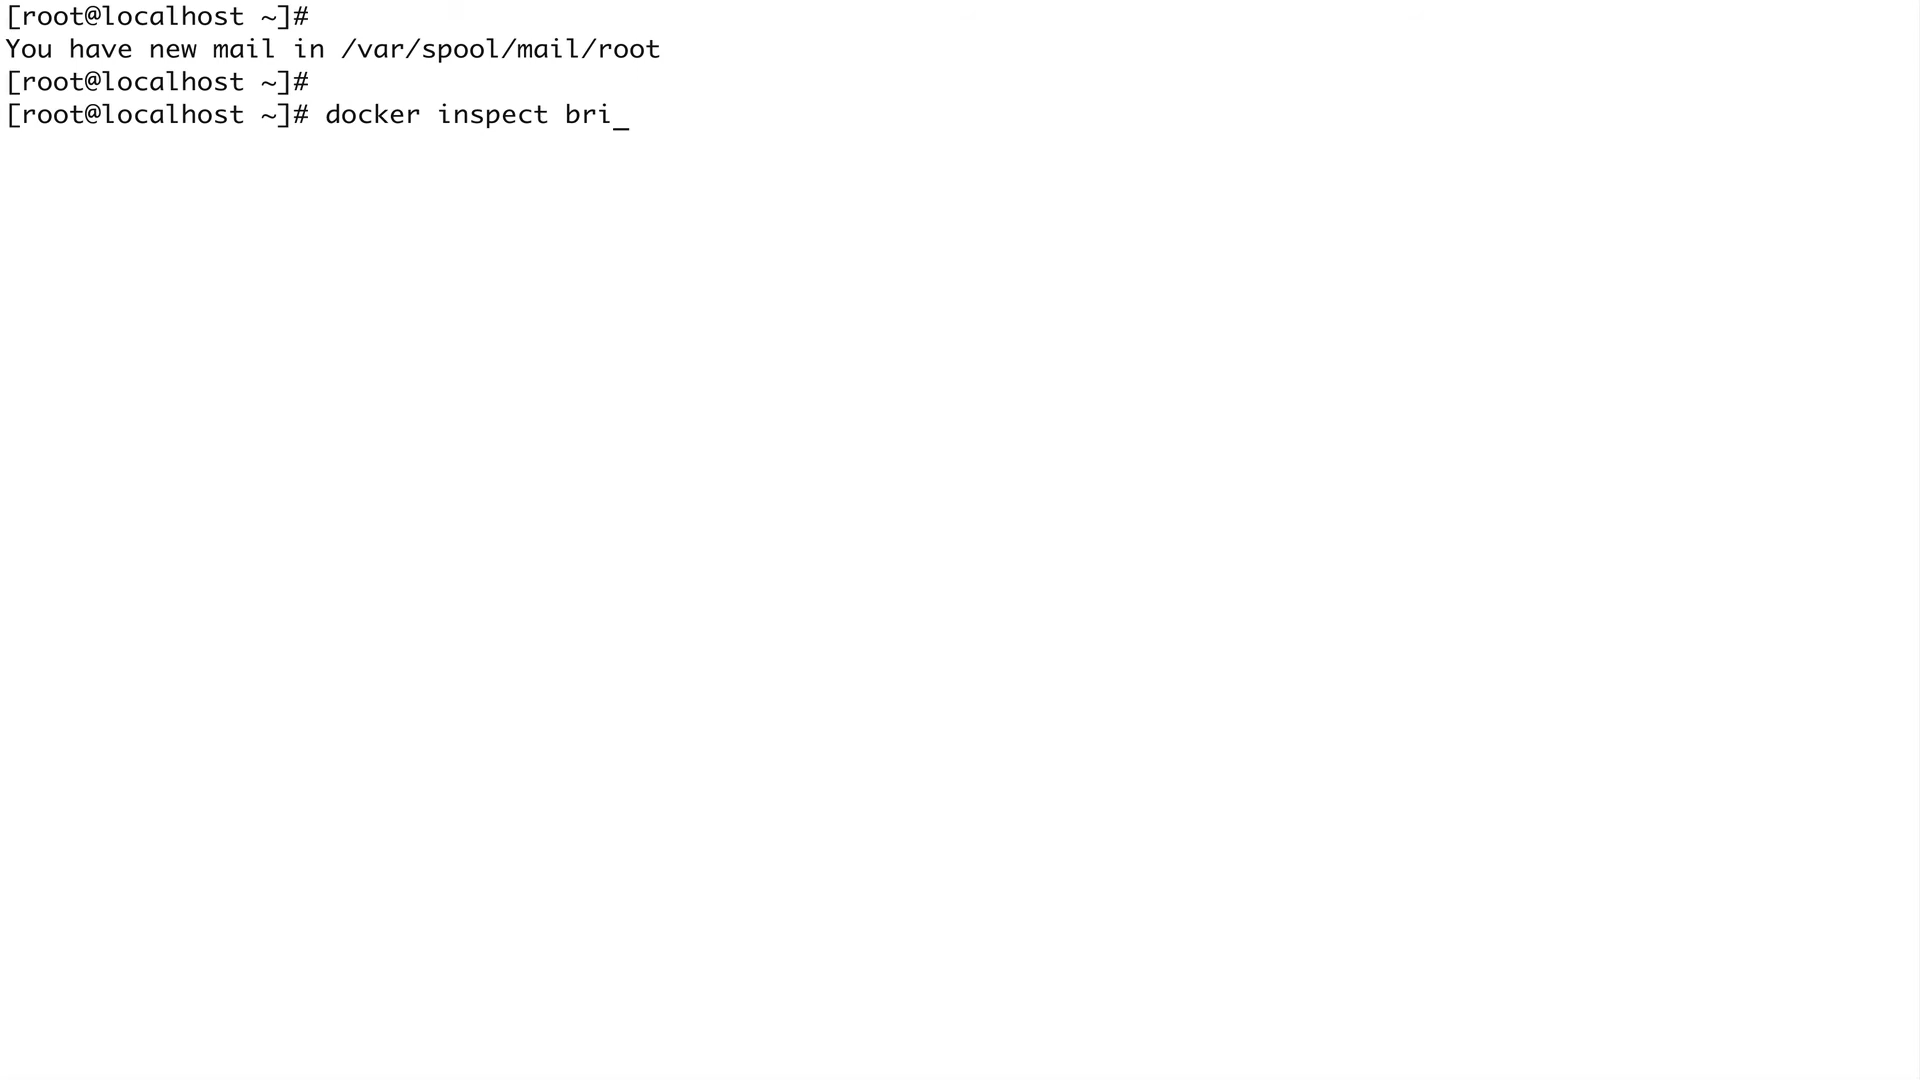 [root@localhost ~]#
You have new mail in /var/spool/mail/root
[root@localhost ~]#
[root@localhost ~]# docker inspect bri_